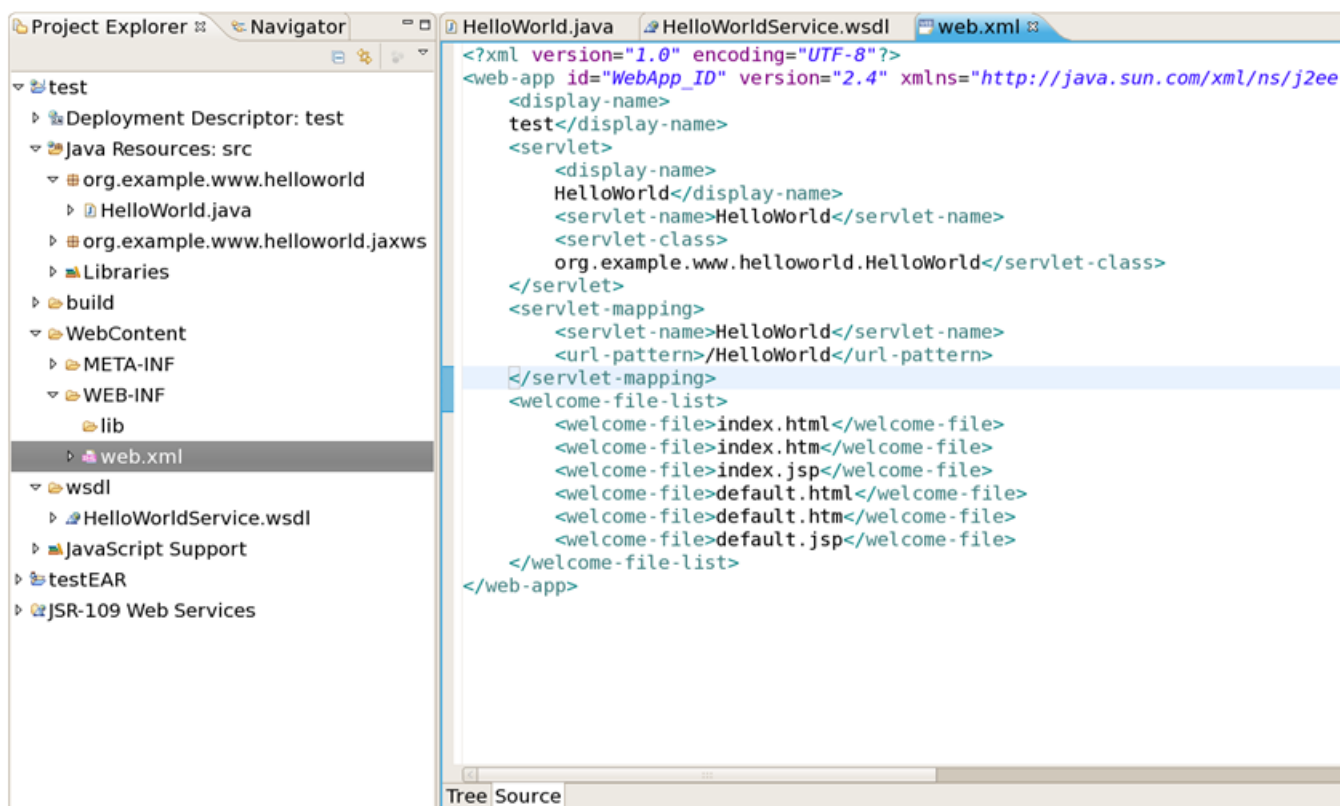 Project Explorer
Navigator
test
Deployment Descriptor: test
Java Resources: src
org.example.www.helloworld
HelloWorld.java
org.example.www.helloworld.jaxws
Libraries
build
WebContent
META-INF
WEB-INF
lib
web.xml
wsdl
HelloWorldService.wsdl
JavaScript Support
testEAR
JSR-109 Web Services
HelloWorld.java
HelloWorldService.wsdl
web.xml
<?xml version="1.0" encoding="UTF-8"?>
<web-app id="WebApp_ID" version="2.4" xmlns="http://java.sun.com/xml/ns/j2ee
<display-name>
test</display-name>
<servlet>
<display-name>
HelloWorld</display-name>
<servlet-name>HelloWorld</servlet-name>
<servlet-class>
org.example.www.helloworld.HelloWorld</servlet-class>
</servlet>
<servlet-mapping>
<servlet-name>HelloWorld</servlet-name>
<url-pattern>/HelloWorld</url-pattern>
</servlet-mapping>
<welcome-file-list>
<welcome-file>index.html</welcome-file>
<welcome-file>index.htm</welcome-file>
<welcome-file>index.jsp</welcome-file>
<welcome-file>default.html</welcome-file>
<welcome-file>default.htm</welcome-file>
<welcome-file>default.jsp</welcome-file>
</welcome-file-list>
</web-app>
Tree
Source